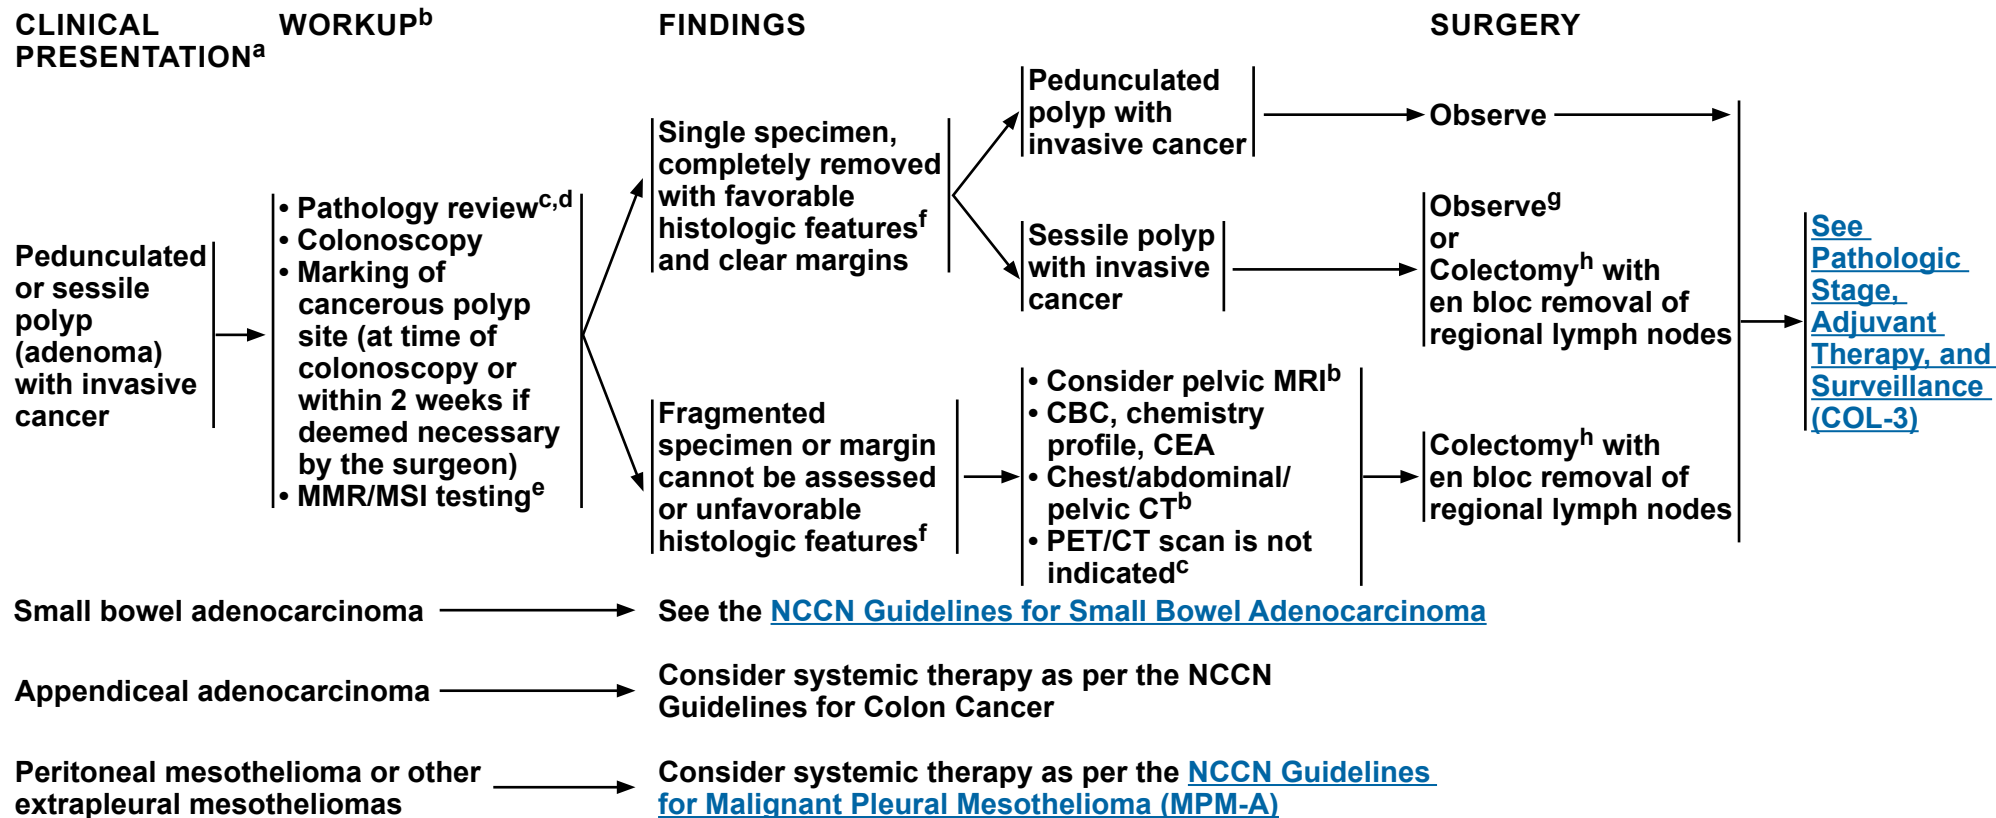 CLINICAL
PRESENTATIONa
WORKUPb
FINDINGS
SURGERY
Pedunculated
or sessile
polyp
(adenoma)
with invasive
cancer
• Pathology reviewc,d
• Colonoscopy
• Marking of
cancerous polyp
site (at time of
colonoscopy or
within 2 weeks if
deemed necessary
by the surgeon)
• MMR/MSI testinge
Single specimen,
completely removed
with favorable
histologic featuresf
and clear margins
Pedunculated
polyp with
invasive cancer
Observe
Sessile polyp
with invasive
cancer
Observeg
or
Colectomyh with
en bloc removal of
regional lymph nodes
Fragmented
specimen or margin
cannot be assessed
or unfavorable
histologic featuresf
• Consider pelvic MRIb
• CBC, chemistry
profile, CEA
• Chest/abdominal/
pelvic CTb
• PET/CT scan is not
indicatedc
Colectomyh with
en bloc removal of
regional lymph nodes
See
Pathologic
Stage,
Adjuvant
Therapy, and
Surveillance
(COL-3)
Small bowel adenocarcinoma
See the NCCN Guidelines for Small Bowel Adenocarcinoma
Appendiceal adenocarcinoma
Consider systemic therapy as per the NCCN
Guidelines for Colon Cancer
Peritoneal mesothelioma or other
extrapleural mesotheliomas
Consider systemic therapy as per the NCCN Guidelines
for Malignant Pleural Mesothelioma (MPM-A)